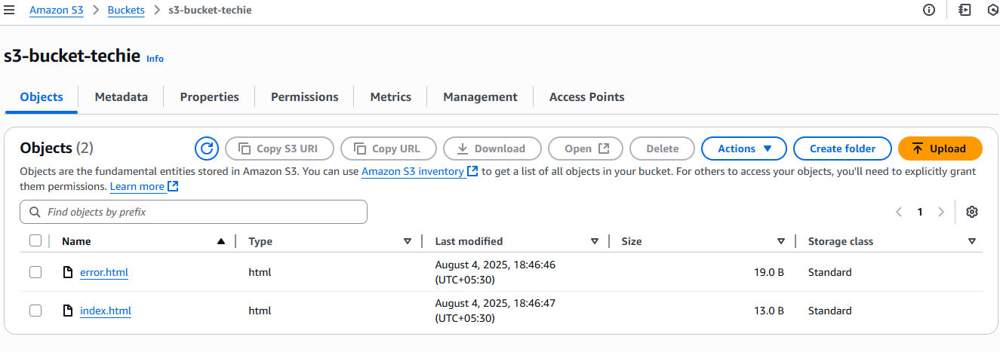 Amazon S3 > Buckets > s3-bucket-techie
s3-bucket-techie Info
Objects Metadata Properties Permissions Metrics Management Access Points
Objects (2) Copy S3 URI Copy URL Download Open Delete Actions Create folder Upload
Objects are the fundamental entities stored in Amazon S3. You can use Amazon S3 inventory to get a list of all objects in your bucket. For others to access your objects, you'll need to explicitly grant
them permissions. Learn more
Find objects by prefix 1
Name Type Last modified Size Storage class
error.html html August 4, 2025, 18:46:46 19.0 B Standard
(UTC+05:30)
index.html html August 4, 2025, 18:46:47 13.0 B Standard
(UTC+05:30)